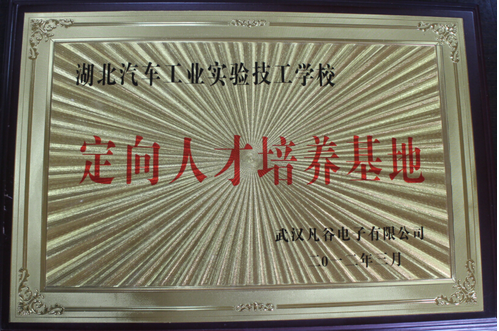 湖北汽车工业实验技工学校
定向人才培养基地
武汉凡谷电子有限公司
二〇一二年三月